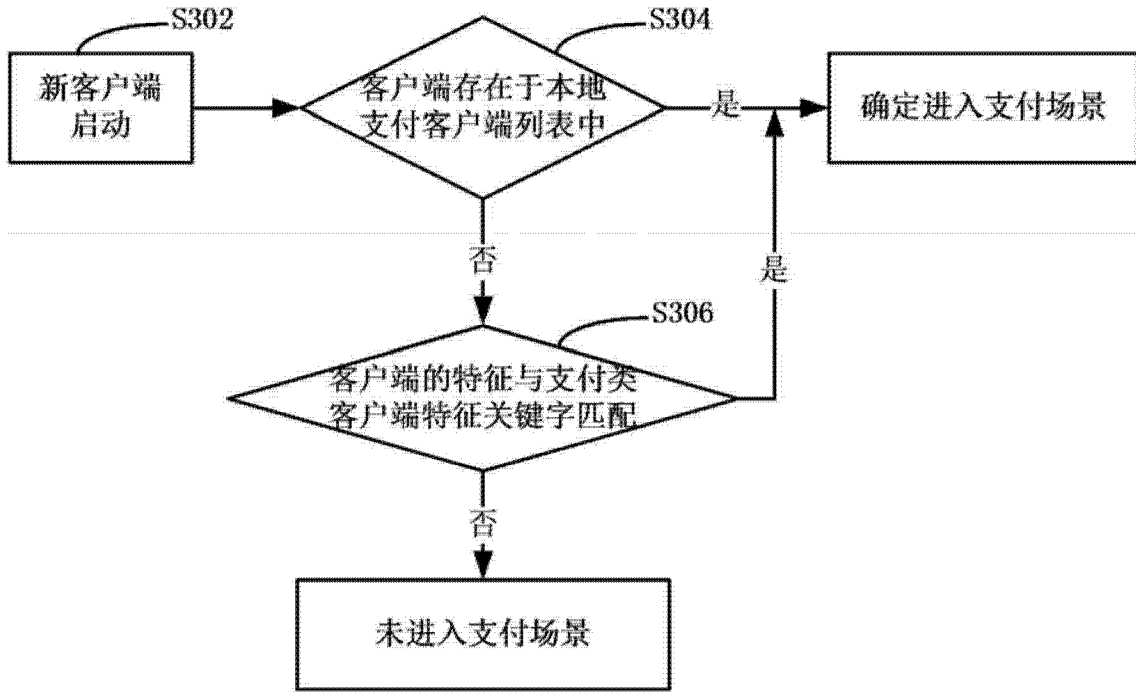 S302
S304
新客户端
启动
客户端存在于本地
支付客户端列表中
是
确定进入支付场景
否
是
S306
客户端的特征与支付类
客户端特征关键字匹配
否
未进入支付场景